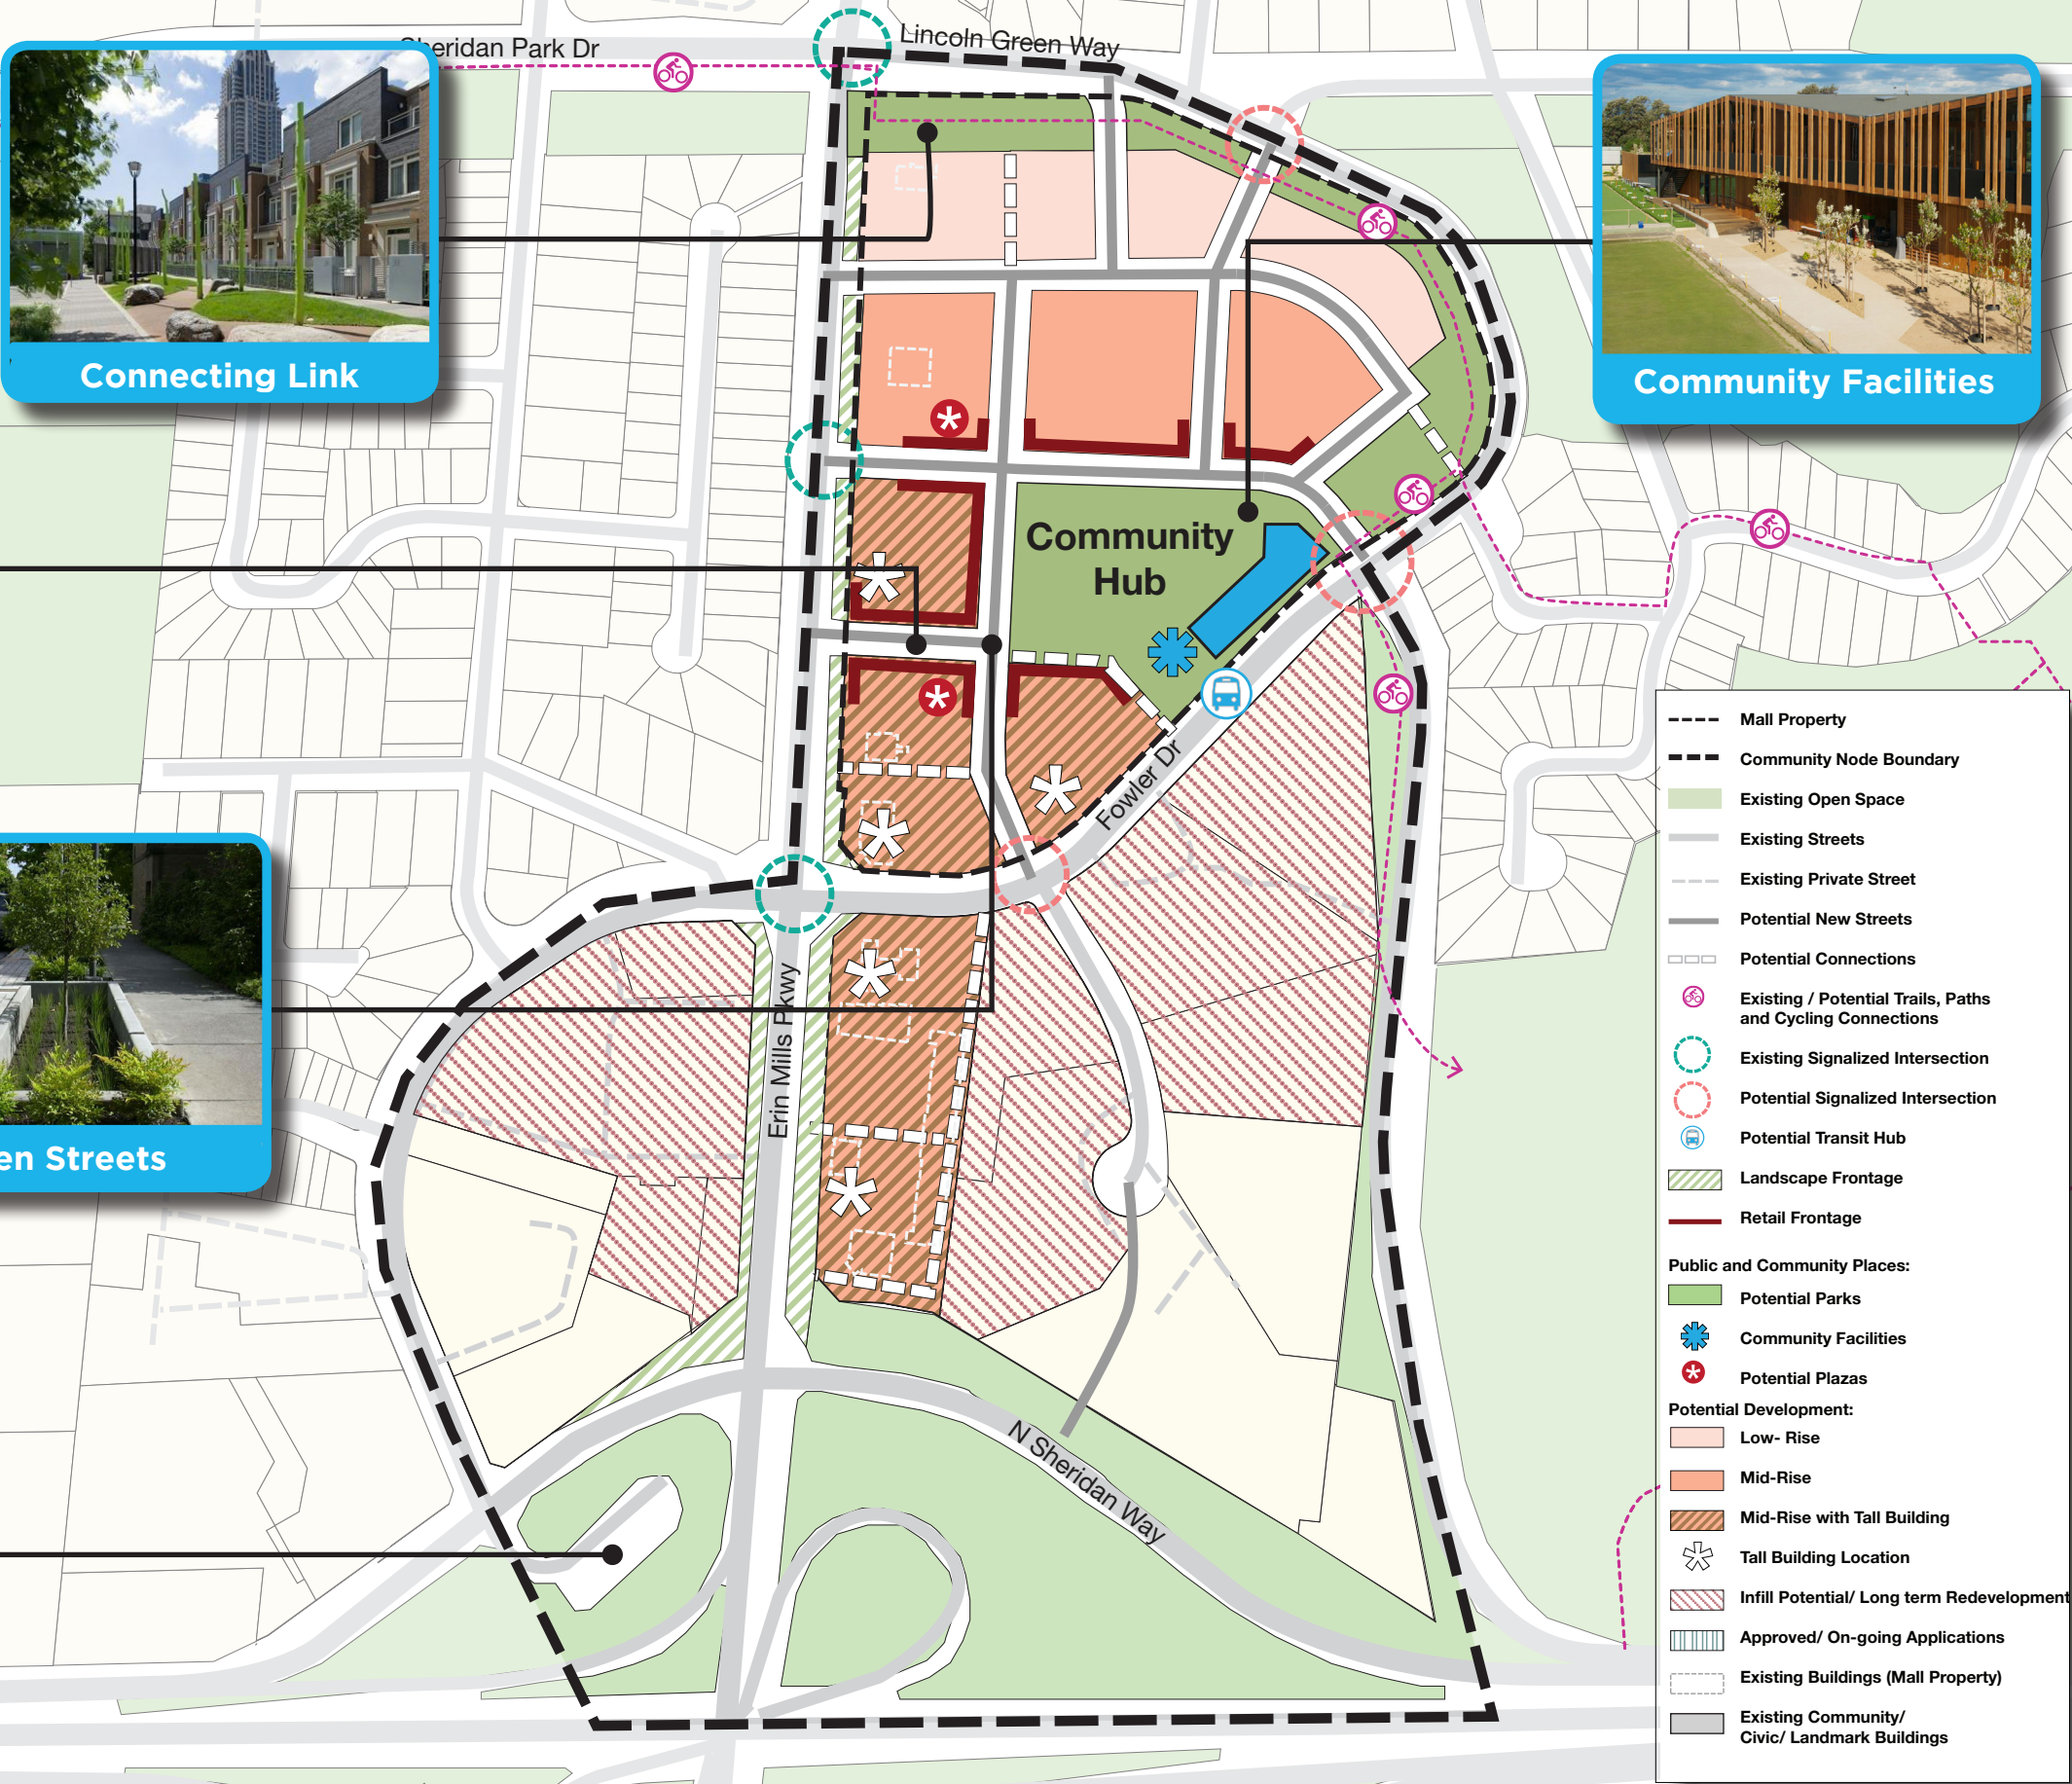 Sheridan Park Dr
Lincoln Green Way
Connecting Link
Community Facilities
Community
Hub
Fowler Dr
Erin Mills Pkwy
en Streets
N Sheridan Way
Mall Property
Community Node Boundary
Existing Open Space
Existing Streets
Existing Private Street
Potential New Streets
Potential Connections
Existing / Potential Trails, Paths
and Cycling Connections
Existing Signalized Intersection
Potential Signalized Intersection
Potential Transit Hub
Landscape Frontage
Retail Frontage
Public and Community Places:
Potential Parks
Community Facilities
Potential Plazas
Potential Development:
Low- Rise
Mid-Rise
Mid-Rise with Tall Building
Tall Building Location
Infill Potential/ Long term Redevelopment
Approved/ On-going Applications
Existing Buildings (Mall Property)
Existing Community/
Civic/ Landmark Buildings